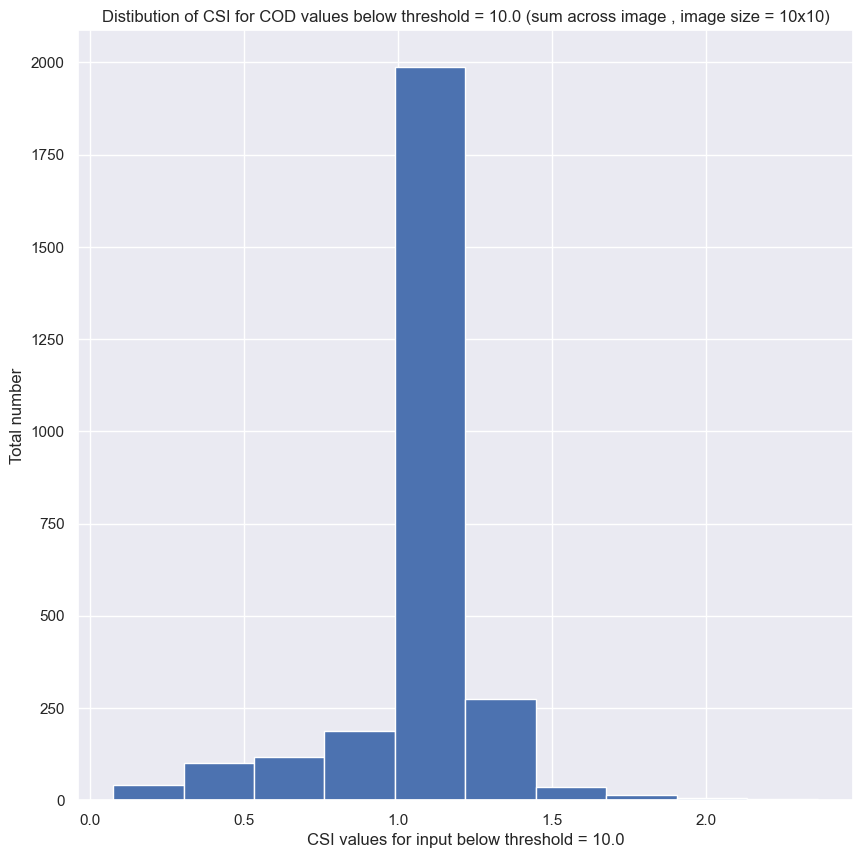 Distibution of CSI for COD values below threshold = 10.0 (sum across image , image size = 10x10)
2000
1750
1500
1250
1000
750
500
250
0
Total number
0.0 0.5 1.0 1.5 2.0
CSI values for input below threshold = 10.0